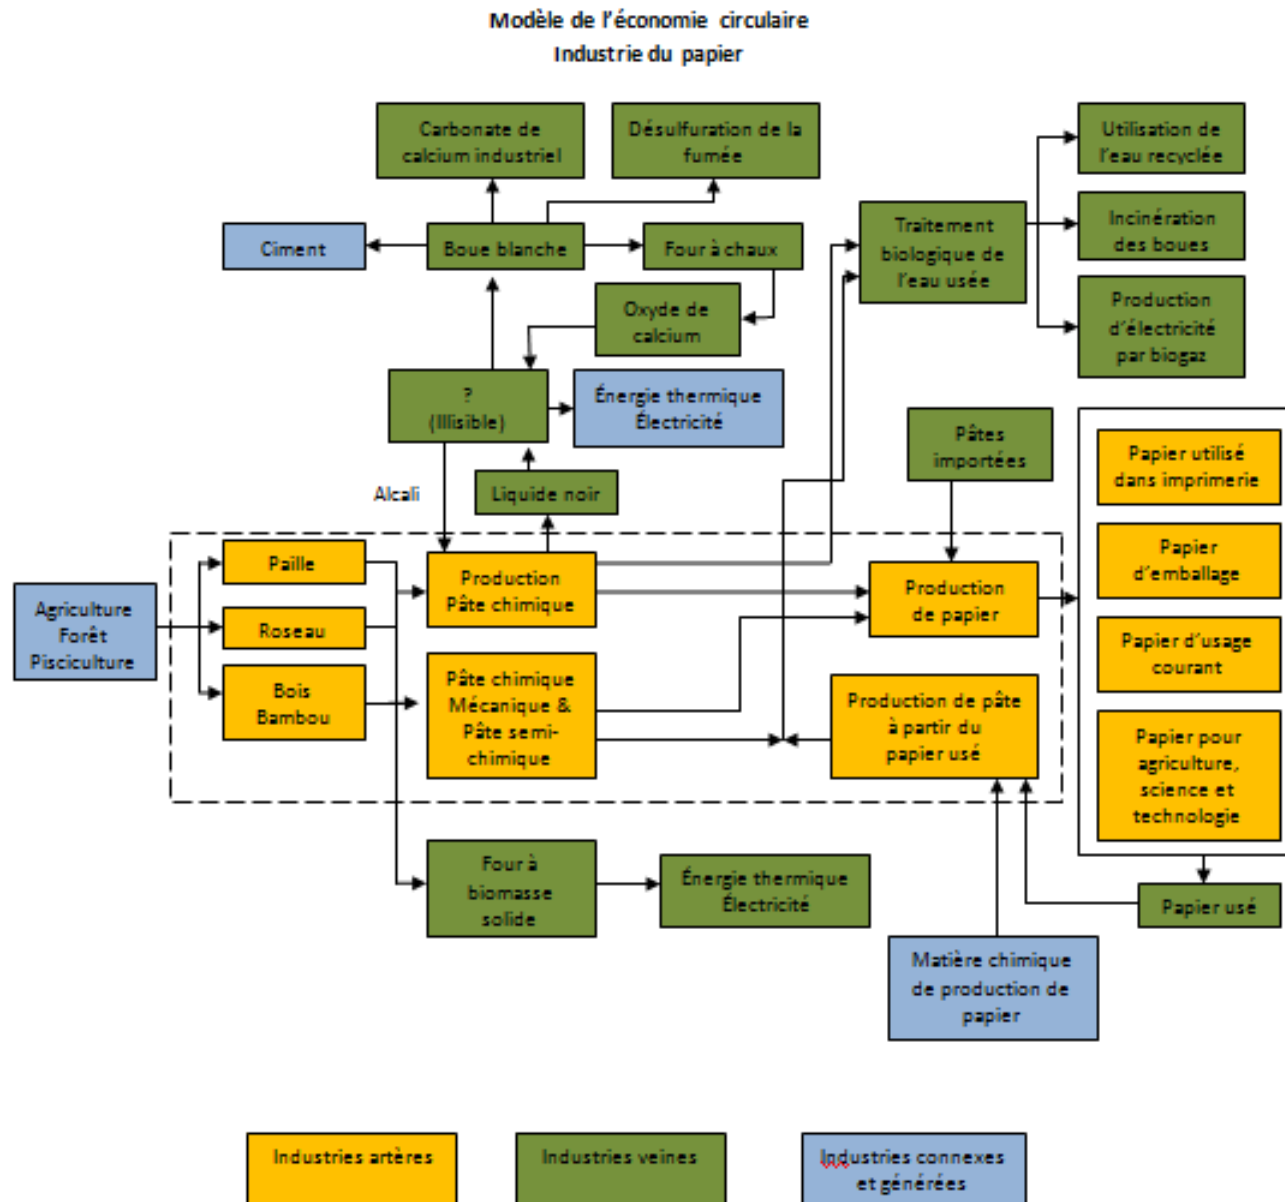 Modèle de l'économie circulaire
Industrie du papier
Carbonate de
calcium industriel
Désulfuration de la
fumée
Utilisation de
l'eau recyclée
Ciment
Boue blanche
Four à chaux
Traitement
biologique de
l'eau usée
Incinération
des boues
Oxyde de
calcium
Production
d'électricité
par biogaz
?
(Illisible)
Énergie thermique
Électricité
Pâtes
importées
Papier utilisé
dans imprimerie
Alcali
Liquide noir
Papier
d'emballage
Paille
Production
Pâte chimique
Production
de papier
Agriculture
Forêt
Pisciculture
Roseau
Papier d'usage
courant
Bois
Bambou
Pâte chimique
Mécanique &
Pâte semi-
chimique
Production de pâte
à partir du
papier usé
Papier pour
agriculture,
science et
technologie
Four à
biomasse
solide
Énergie thermique
Électricité
Papier usé
Matière chimique
de production de
papier
Industries artères
Industries veines
Industries connexes
et générées